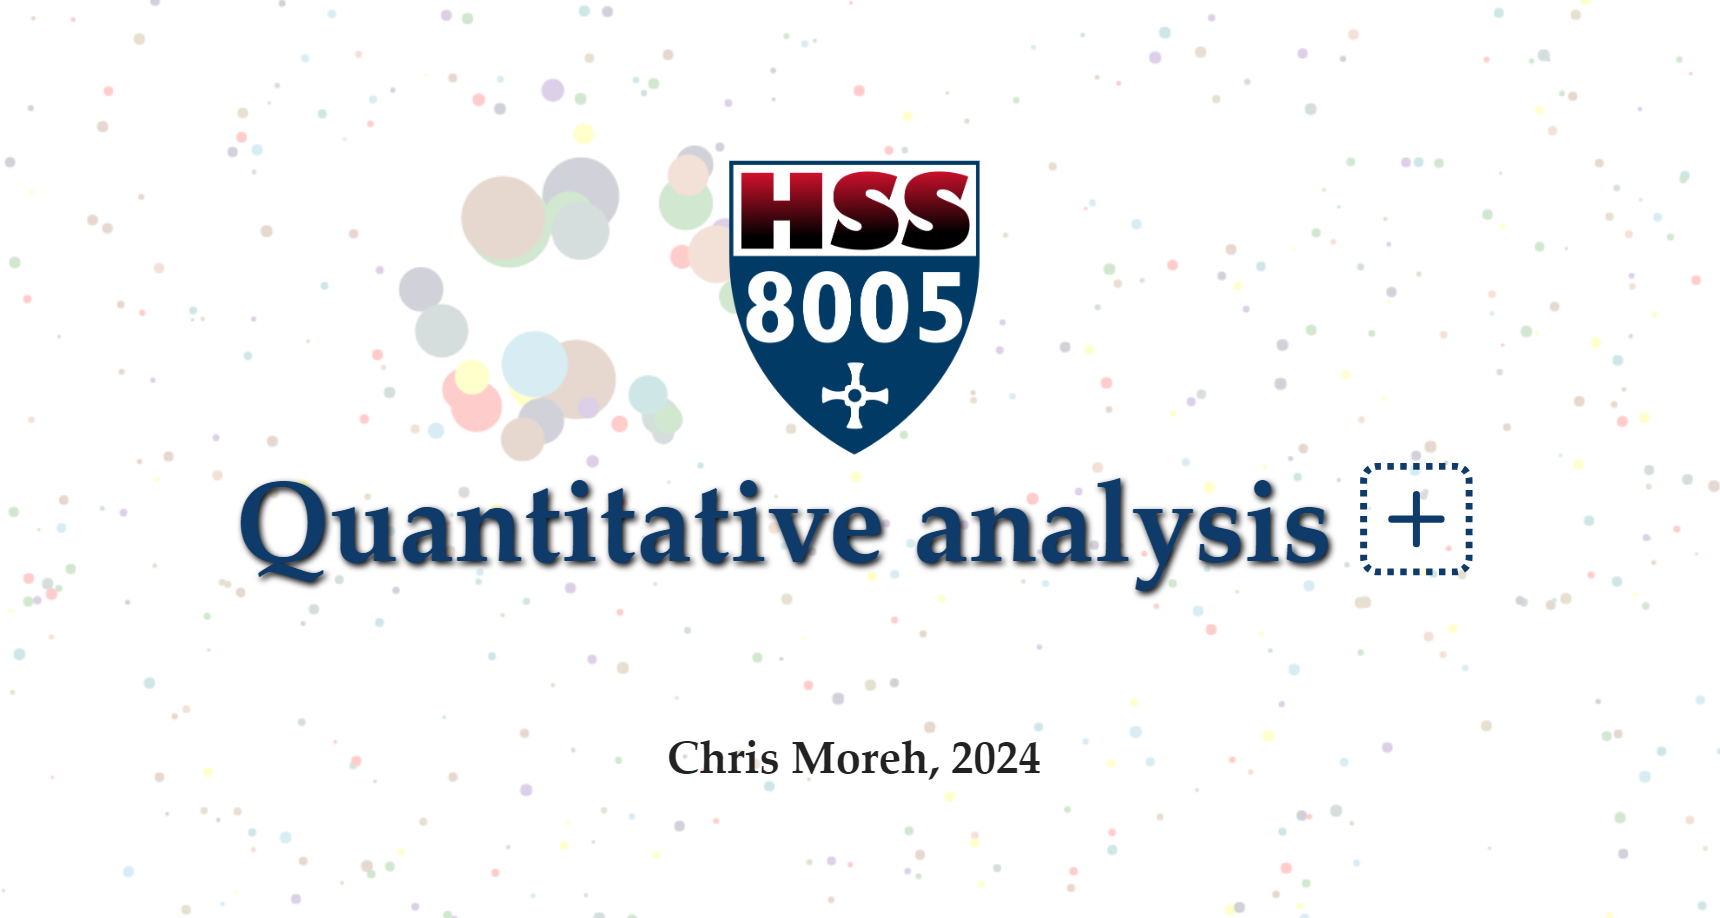 HSS
8005
Quantitative analysis +
Chris Moreh, 2024